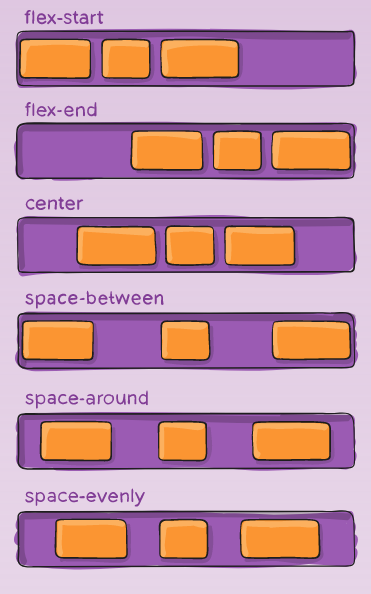 flex-start
flex-end
center
space-between
space-around
space-evenly